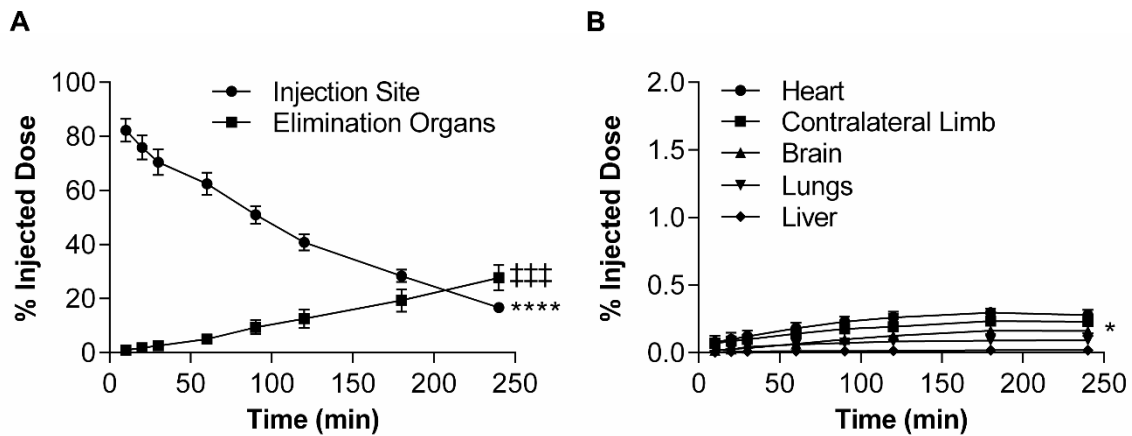 A
% Injected Dose
100
80
60
40
20
0
Injection Site
Elimination Organs
‡‡‡
‡‡‡
****
0 50 100 150 200 250
Time (min)
B
% Injected Dose
2.0
1.5
1.0
0.5
0.0
Heart
Contralateral Limb
Brain
Lungs
Liver
*
0 50 100 150 200 250
Time (min)